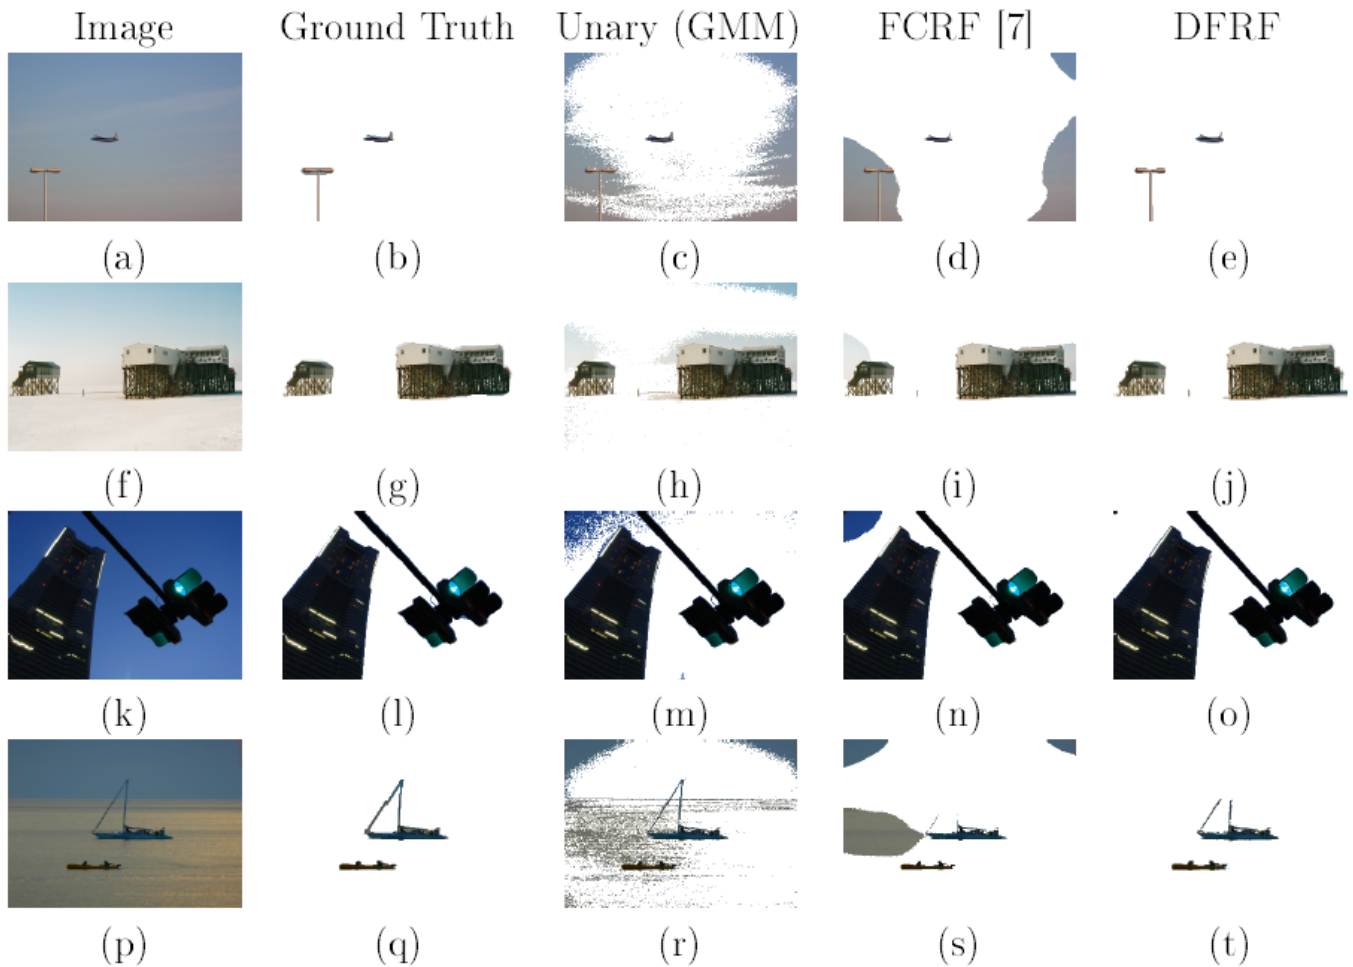 Image Ground Truth Unary (GMM) FCRF [7] DFRF
(a) (b) (c) (d) (e)
(f) (g) (h) (i) (j)
(k) (l) (m) (n) (o)
(p) (q) (r) (s) (t)